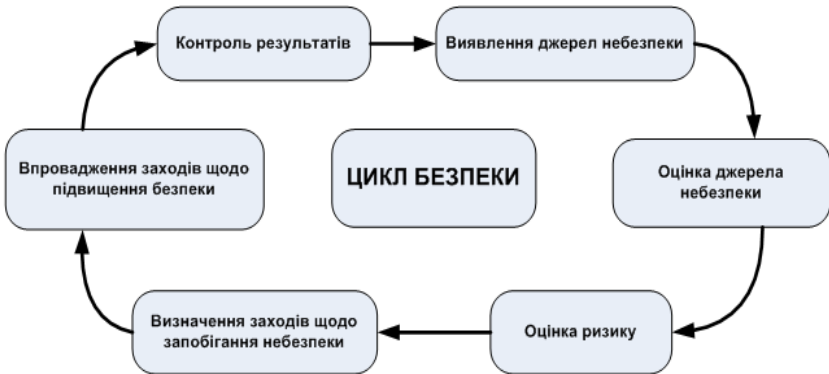 Контроль результатів
Виявлення джерел небезпеки
Впровадження заходів щодо
підвищення безпеки
ЦИКЛ БЕЗПЕКИ
Оцінка джерела
небезпеки
Визначення заходів щодо
запобігання небезпеки
Оцінка ризику